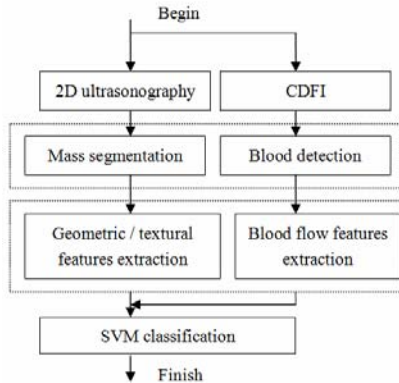 Begin
2D ultrasonography
CDFI
Mass segmentation
Blood detection
Geometric / textural
features extraction
Blood flow features
extraction
SVM classification
Finish